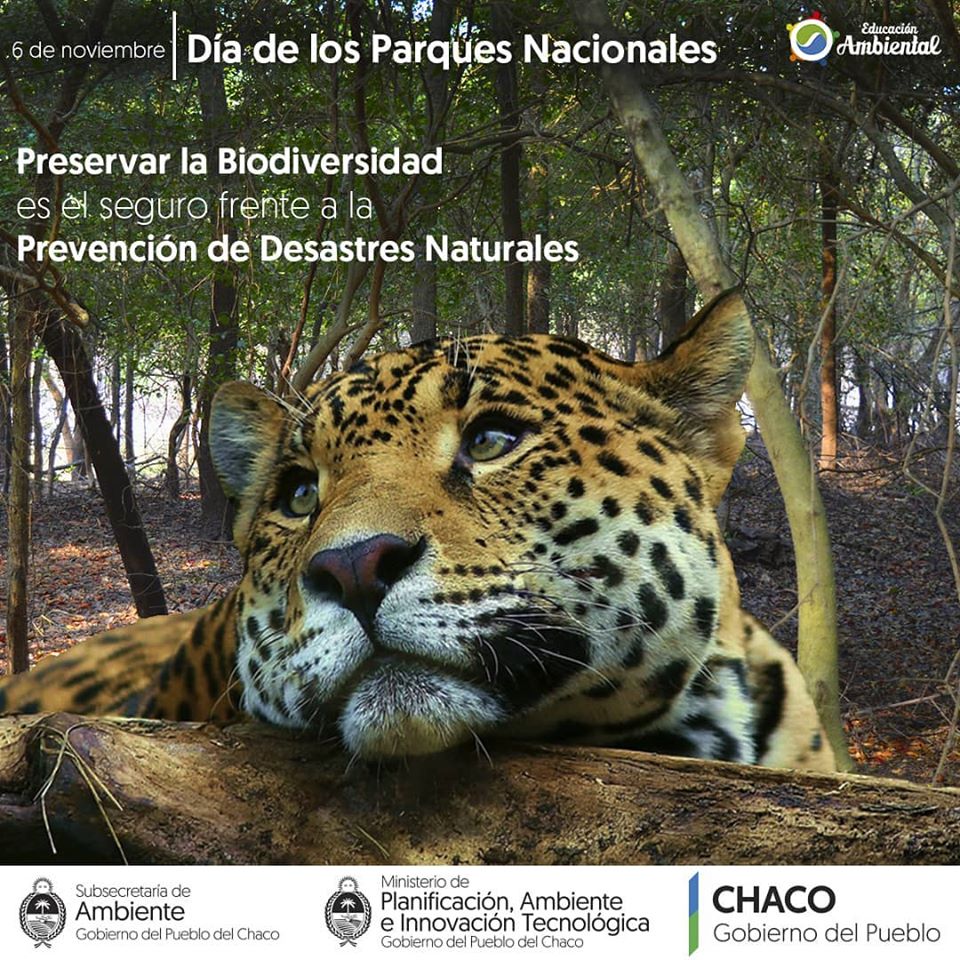 6 de noviembre
Día de los Parques Nacionales
Educación
Ambiental
Preservar la Biodiversidad
es el seguro frente a la
Prevención de Desastres Naturales
Subsecretaría de
Ambiente
Gobierno del Pueblo del Chaco
Ministerio de
Planificación, Ambiente
e Innovación Tecnológica
Gobierno del Pueblo del Chaco
CHACO
Gobierno del Pueblo